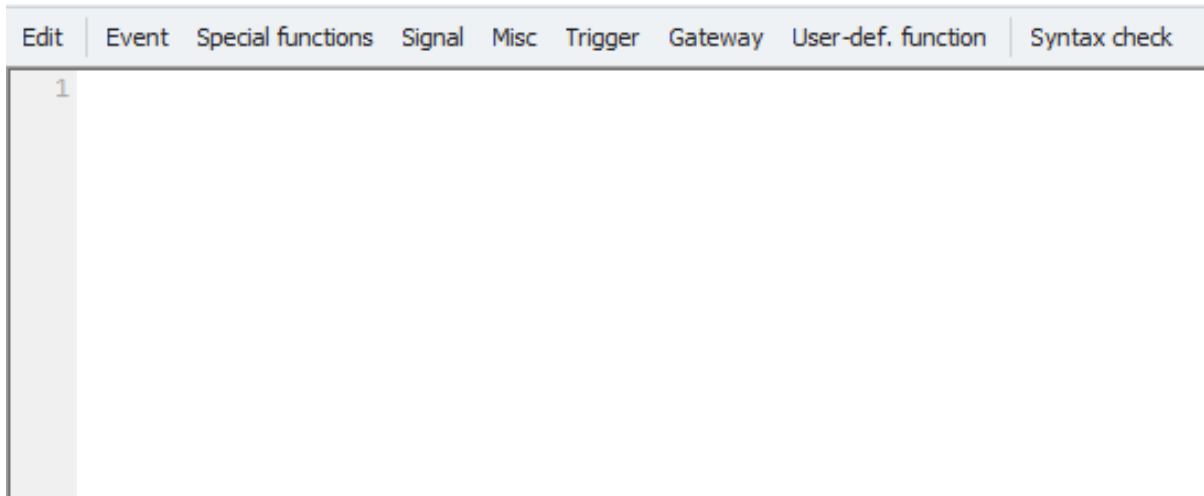 Edit Event Special functions Signal Misc Trigger Gateway User-def. function Syntax check
1